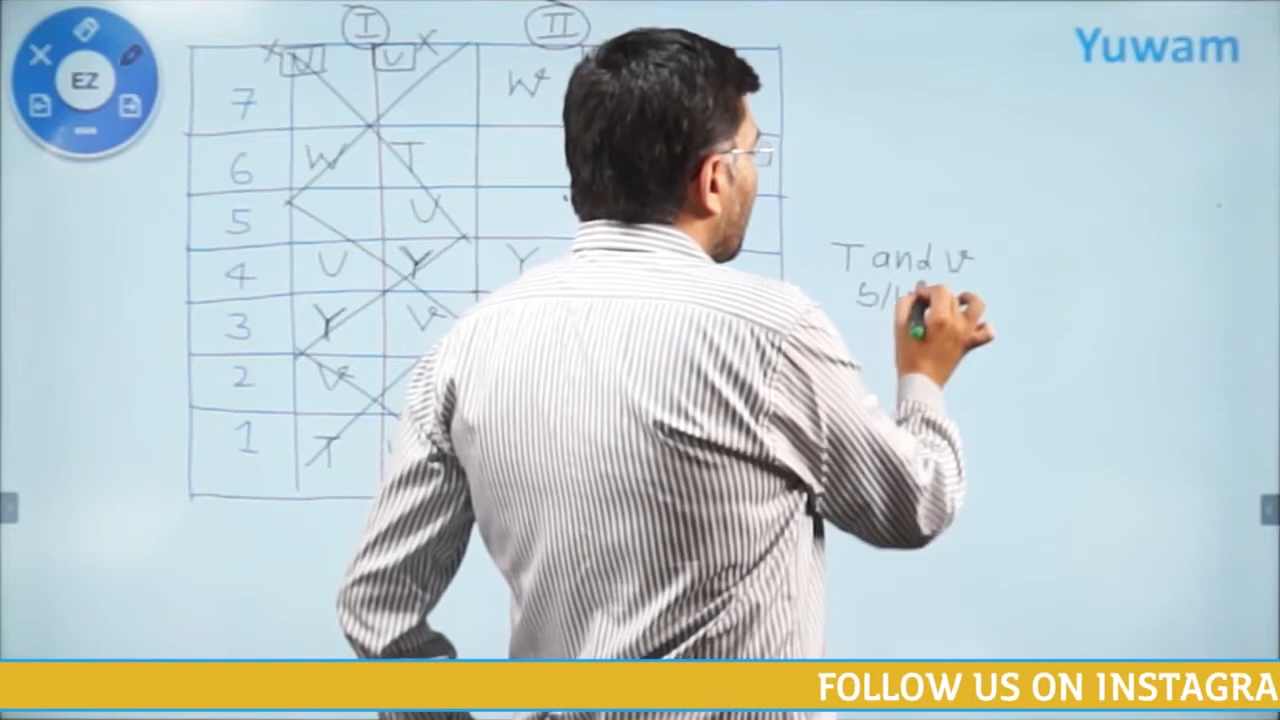 EZ
I II
Yuwam
7 W
6 W T
5 U
4 U Y Y
T and V
3 Y
2
1 T
FOLLOW US ON INSTAGRA